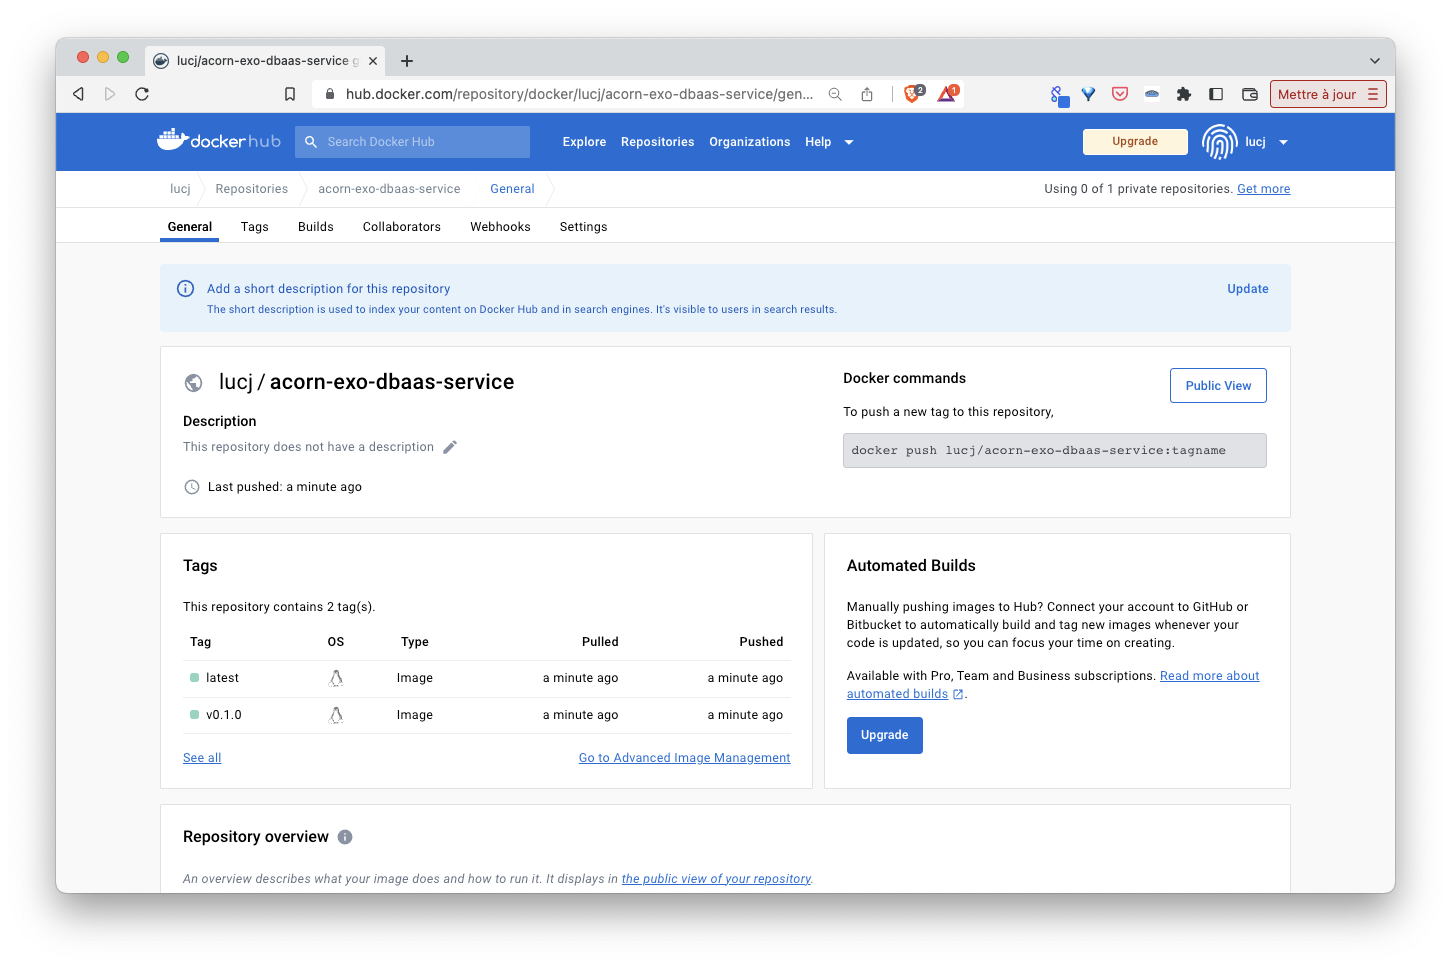 lucj/acorn-exo-dbaas-service g
hub.docker.com/repository/docker/lucj/acorn-exo-dbaas-service/gen...
2
1
Mettre à jour
docker hub
Search Docker Hub
Explore
Repositories
Organizations
Help
Upgrade
lucj
lucj
Repositories
acorn-exo-dbaas-service
General
Using 0 of 1 private repositories. Get more
General
Tags
Builds
Collaborators
Webhooks
Settings
Add a short description for this repository
Update
The short description is used to index your content on Docker Hub and in search engines. It's visible to users in search results.
lucj / acorn-exo-dbaas-service
Description
This repository does not have a description
Last pushed: a minute ago
Docker commands
Public View
To push a new tag to this repository,
docker push lucj/acorn-exo-dbaas-service:tagname
Tags
This repository contains 2 tag(s).
Tag OS Type Pulled Pushed
latest Image a minute ago a minute ago
v0.1.0 Image a minute ago a minute ago
See all
Go to Advanced Image Management
Automated Builds
Manually pushing images to Hub? Connect your account to GitHub or
Bitbucket to automatically build and tag new images whenever your
code is updated, so you can focus your time on creating.
Available with Pro, Team and Business subscriptions. Read more about
automated builds .
Upgrade
Repository overview
An overview describes what your image does and how to run it. It displays in the public view of your repository.